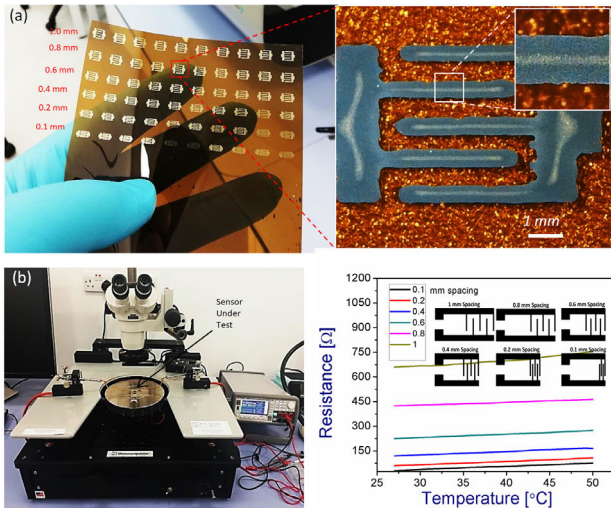 (a)
1.0 mm
0.8 mm
0.6 mm
0.4 mm
0.2 mm
0.1 mm
1 mm
(b)
Sensor
Under
Test
Resistance [Ω]
1200
1050
900
750
600
450
300
150
0.1 mm spacing
0.2
0.4
0.6
0.8
1
1 mm Spacing
0.8 mm Spacing
0.6 mm Spacing
0.4 mm Spacing
0.2 mm Spacing
0.1 mm Spacing
25 30 35 40 45 50
Temperature [°C]